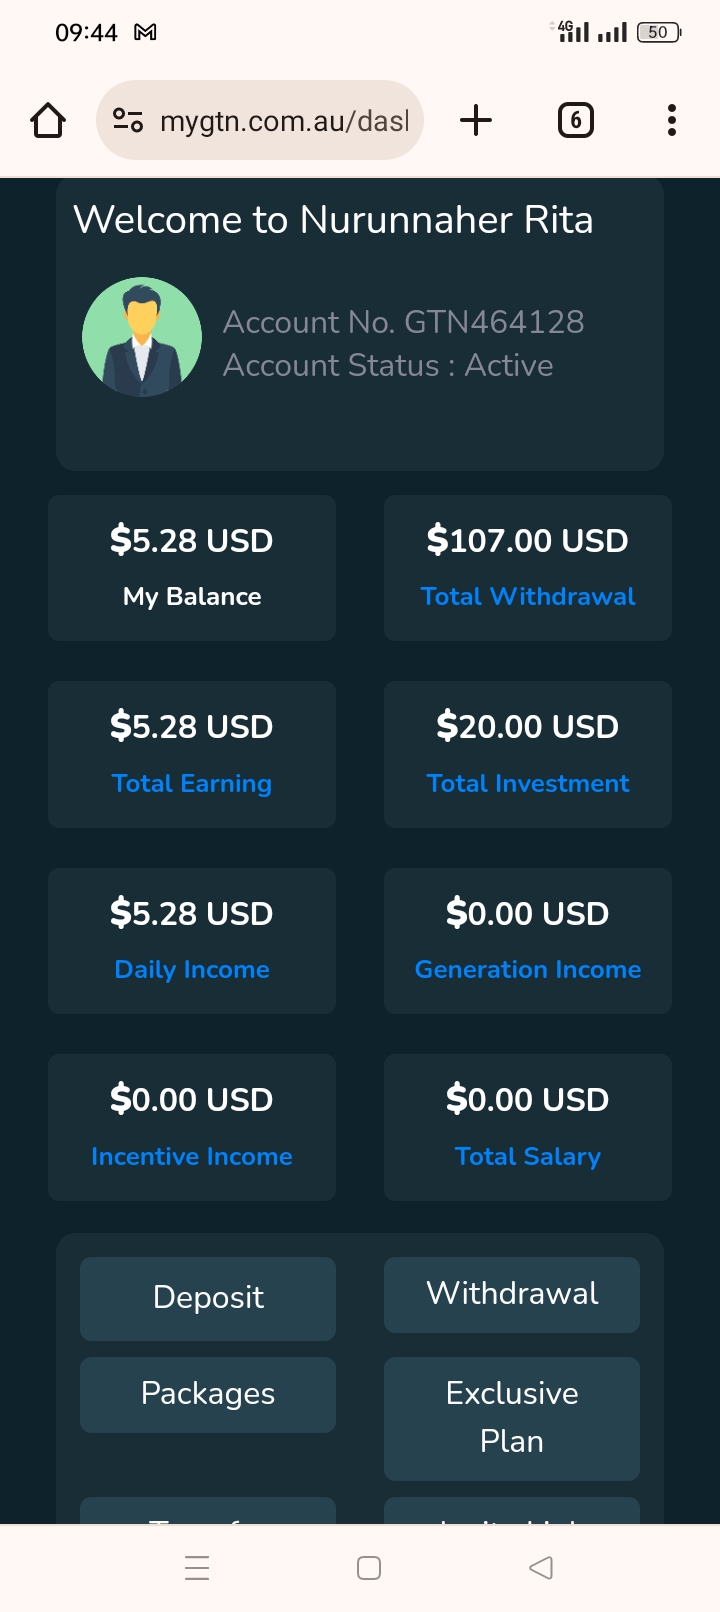 09:44
4G
50
mygtn.com.au/dasl
6
Welcome to Nurunnaher Rita
Account No. GTN464128
Account Status : Active
$5.28 USD
My Balance
$107.00 USD
Total Withdrawal
$5.28 USD
Total Earning
$20.00 USD
Total Investment
$5.28 USD
Daily Income
$0.00 USD
Generation Income
$0.00 USD
Incentive Income
$0.00 USD
Total Salary
Deposit
Withdrawal
Packages
Exclusive
Plan